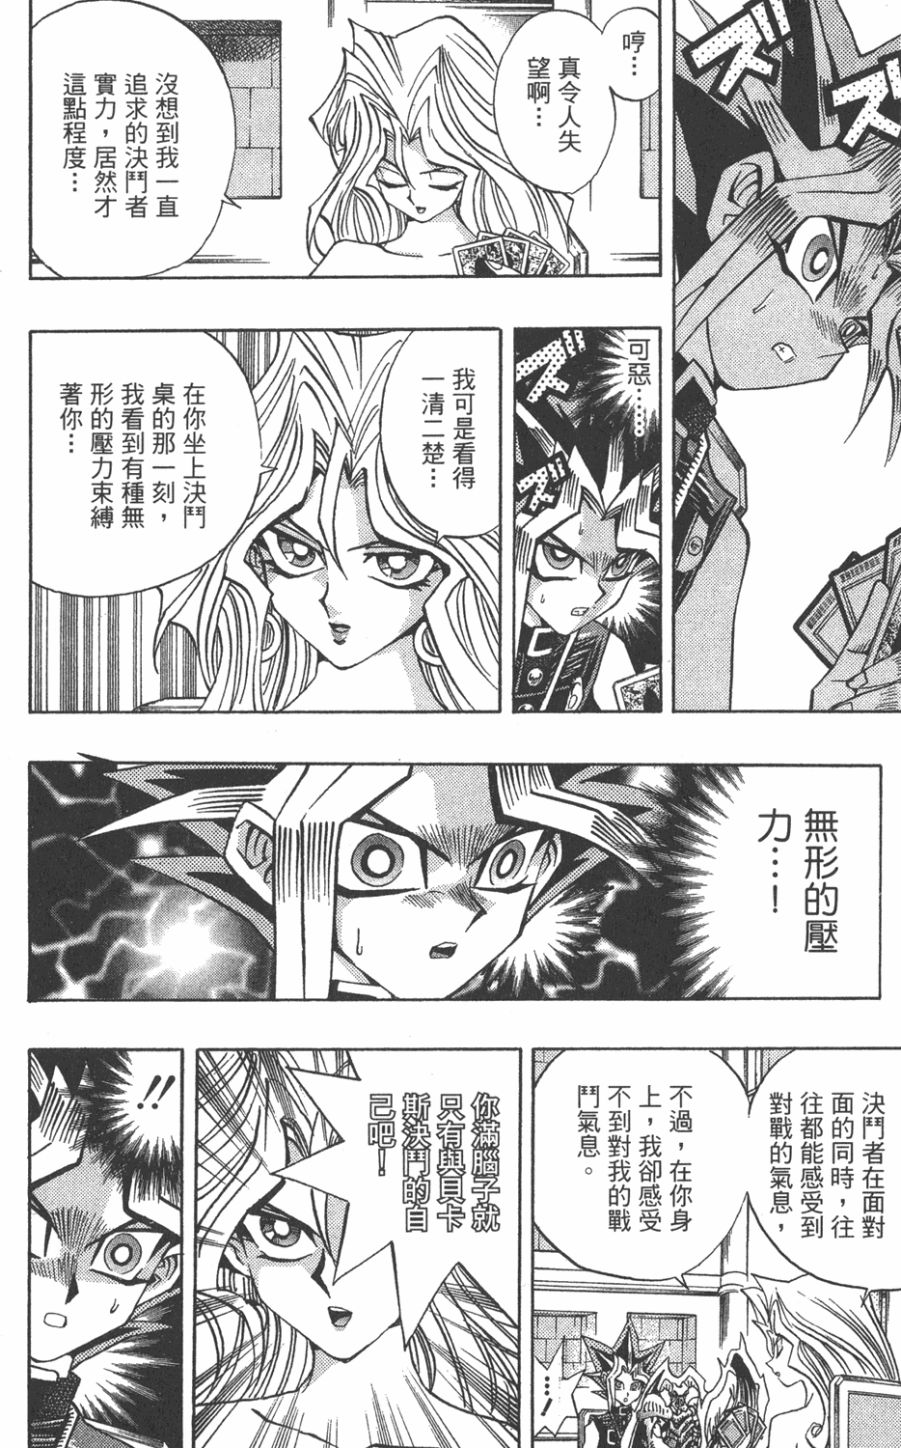 ズ
ズ
哼…
真令人失
望啊…
沒想到我一直
追求的決鬥者
實力，居然才
這點程度…
可惡……
ズ
ズ
我可是看得
一清二楚…
在你坐上決鬥
桌的那一刻，
我看到有種無
形的壓力束縛
著你…
無形的壓
力…！
決鬥者在面對
面的同時，往
往都能感受到
對戰的氣息，
不過，在你身
上，我卻感受
不到對我的戰
鬥氣息。
…！
你滿腦子就
只有與貝卡
斯決鬥的自
己吧！
!!